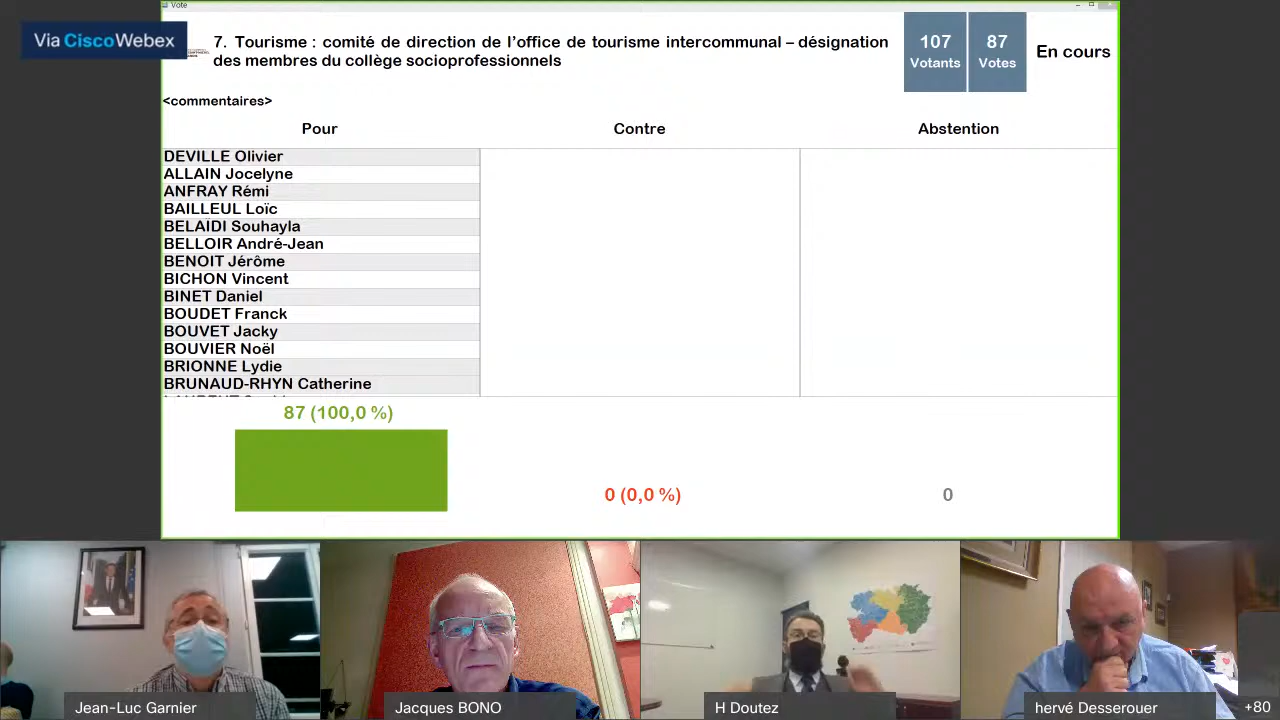 Vote
Via Cisco Webex
7. Tourisme : comité de direction de l'office de tourisme intercommunal – désignation
des membres du collège socioprofessionnels
107
Votants
87
Votes
En cours
<commentaires>
Pour
Contre
Abstention
DEVILLE Olivier
ALLAIN Jocelyne
ANFRAY Rémi
BAILLEUL Loïc
BELAIDI Souhayla
BELLOIR André-Jean
BENOIT Jérôme
BICHON Vincent
BINET Daniel
BOUDET Franck
BOUVET Jacky
BOUVIER Noël
BRIONNE Lydie
BRUNAUD-RHYN Catherine
87 (100,0 %)
0 (0,0 %)
0
Jean-Luc Garnier
Jacques BONO
H Doutez
hervé Desserouer
+80